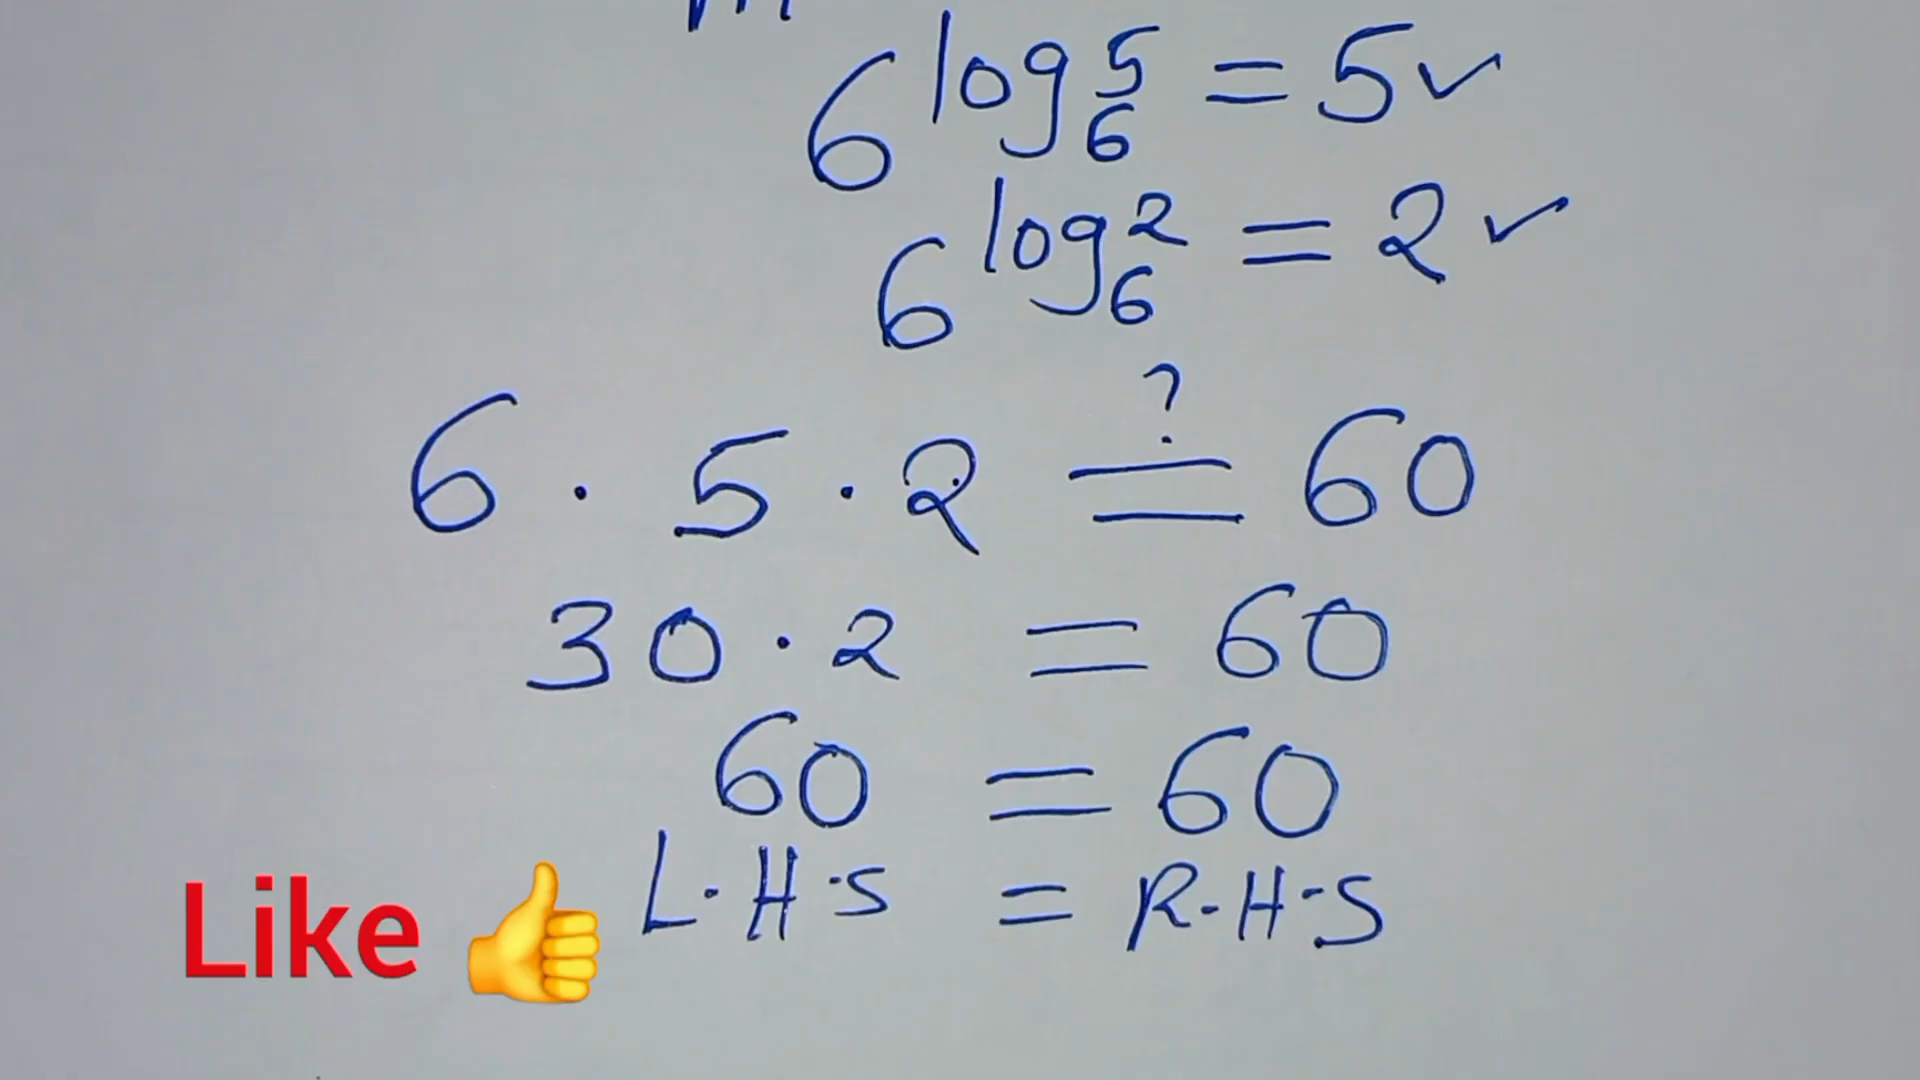 6^log₆5 = 5 ✓
6^log₆2 = 2 ✓
6 · 5 · 2 ≟ 60
30 · 2 = 60
60 = 60
L.H.S = R.H.S
Like 👍